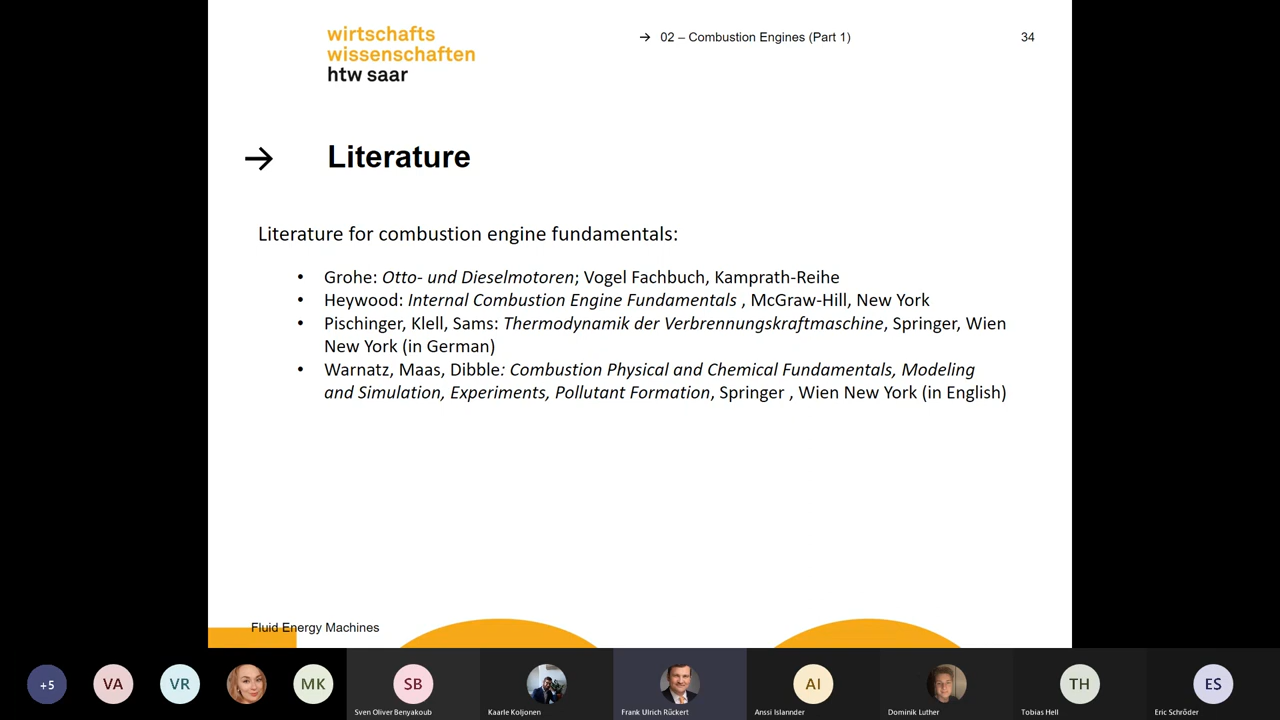 wirtschafts
wissenschaften
htw saar
→ 02 – Combustion Engines (Part 1)
34
→ Literature
Literature for combustion engine fundamentals:
• Grohe: Otto- und Dieselmotoren; Vogel Fachbuch, Kamprath-Reihe
• Heywood: Internal Combustion Engine Fundamentals , McGraw-Hill, New York
• Pischinger, Klell, Sams: Thermodynamik der Verbrennungskraftmaschine, Springer, Wien
New York (in German)
• Warnatz, Maas, Dibble: Combustion Physical and Chemical Fundamentals, Modeling
and Simulation, Experiments, Pollutant Formation, Springer , Wien New York (in English)
Fluid Energy Machines
+5
VA
VR
MK
SB
AI
TH
ES
Sven Oliver Benyakoub
Kaarle Koljonen
Frank Ulrich Rückert
Anssi Islannder
Dominik Luther
Tobias Hell
Eric Schröder